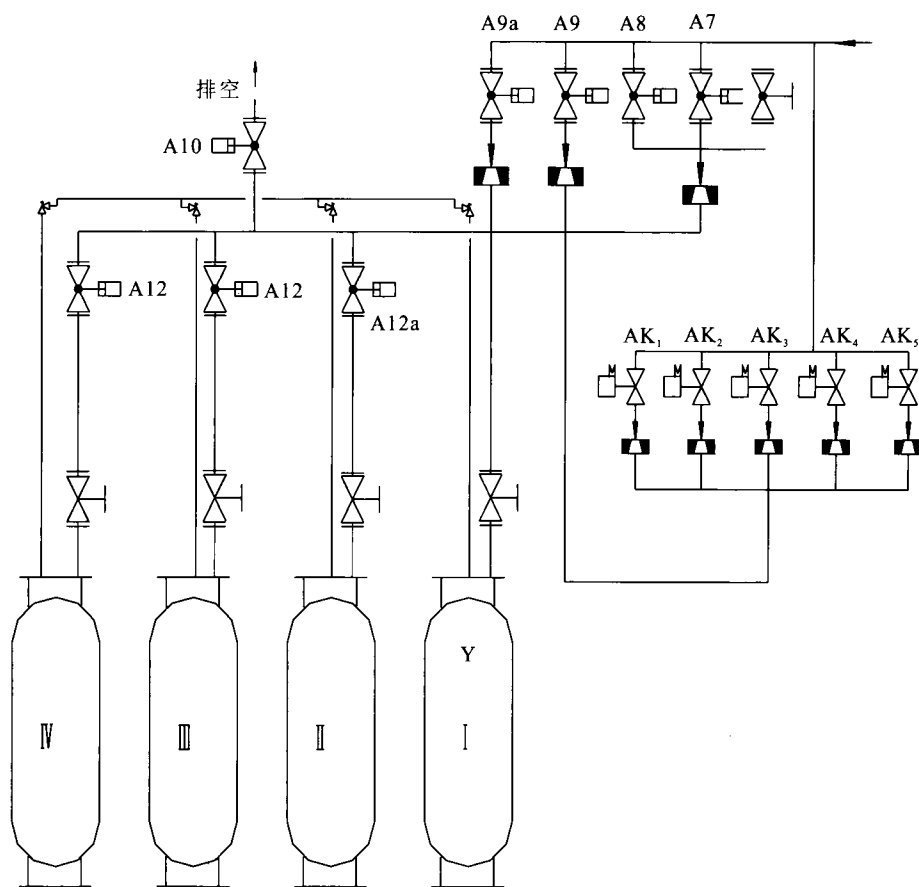 A9a A9 A8 A7
排空
A10
A12 A12
A12a
AK₁ AK₂ AK₃ AK₄ AK₅
M M M M M
Y
Ⅳ Ⅲ Ⅱ Ⅰ